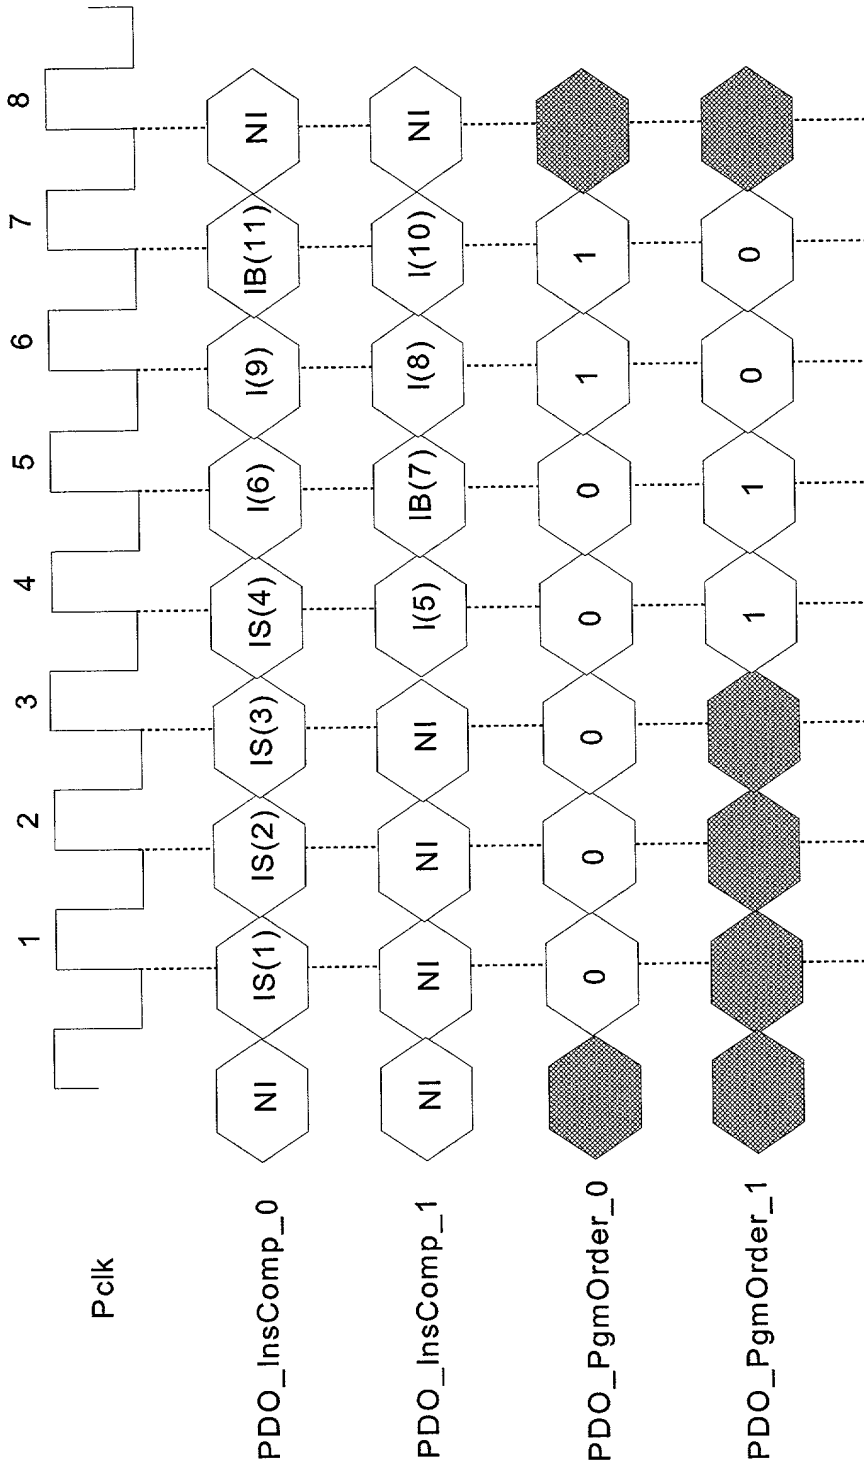 1 2 3 4 5 6 7 8
Pclk
PDO_InsComp_0 NI IS(1) IS(2) IS(3) IS(4) I(6) I(9) IB(11) NI
PDO_InsComp_1 NI NI NI NI I(5) IB(7) I(8) I(10) NI
PDO_PgmOrder_0 0 0 0 0 0 1 1
PDO_PgmOrder_1 1 1 0 0